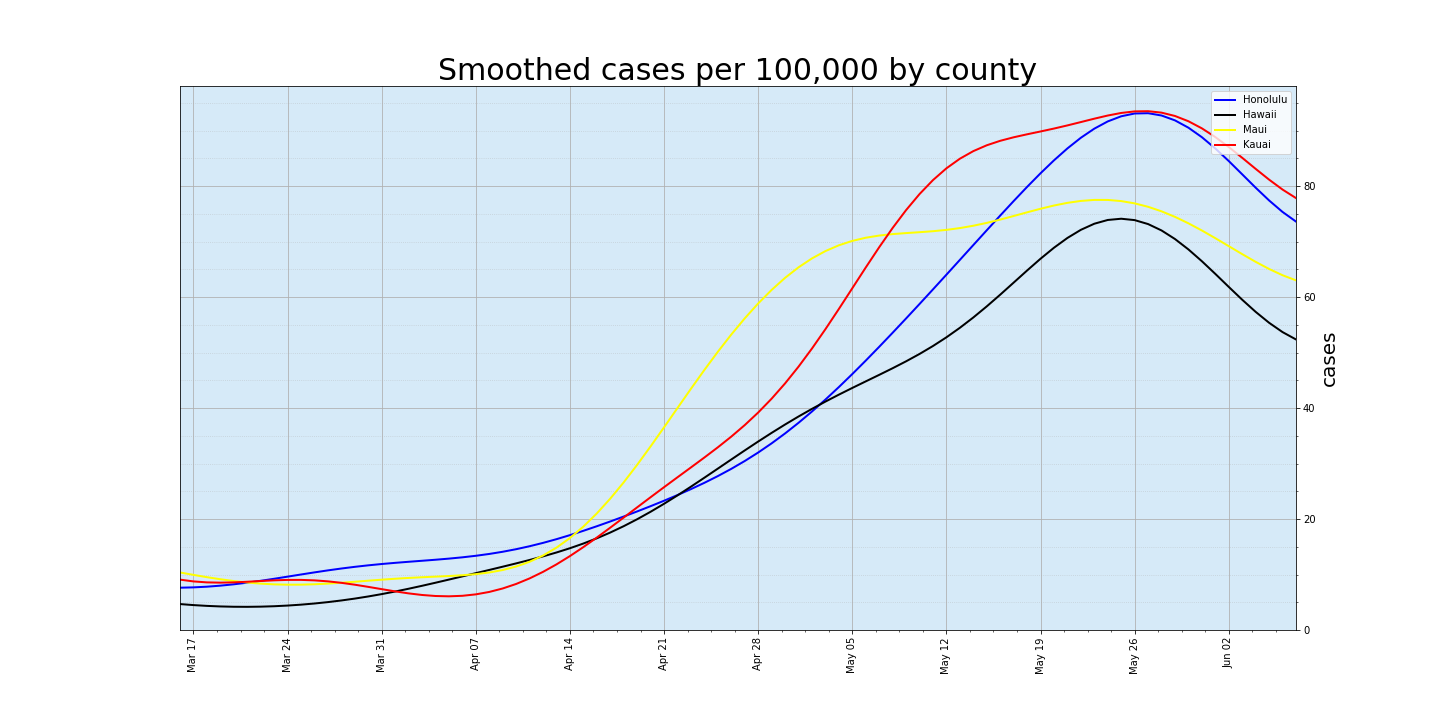 Smoothed cases per 100,000 by county
Honolulu
Hawaii
Maui
Kauai
80
60
40
20
0
cases
Mar 17
Mar 24
Mar 31
Apr 07
Apr 14
Apr 21
Apr 28
May 05
May 12
May 19
May 26
Jun 02